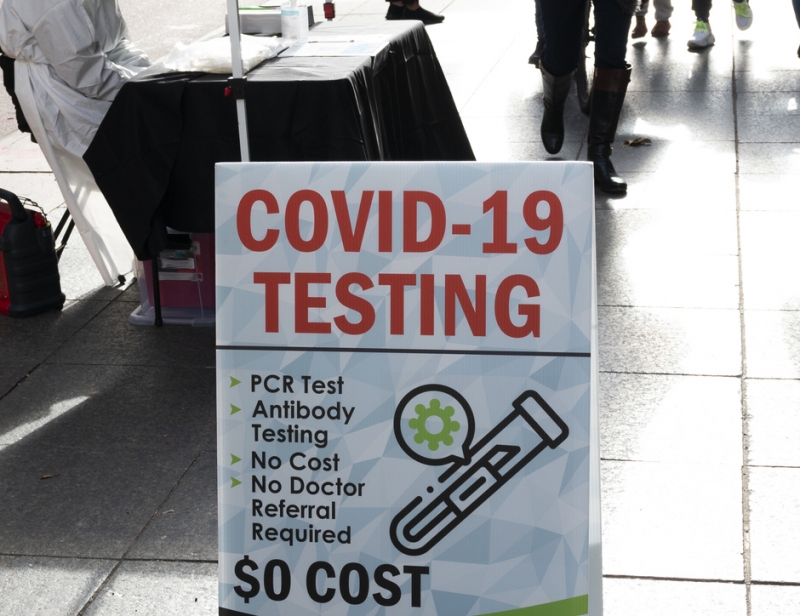 COVID-19
TESTING
PCR Test
Antibody
Testing
No Cost
No Doctor
Referral
Required
$0 COST